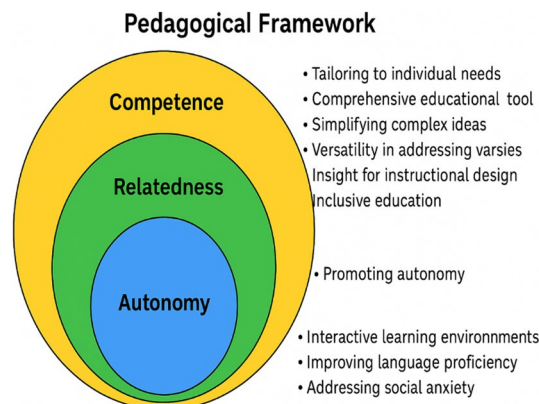 Pedagogical Framework
Competence
Relatedness
Autonomy
• Tailoring to individual needs
• Comprehensive educational tool
• Simplifying complex ideas
• Versatility in addressing varsies
Insight for instructional design
Inclusive education
• Promoting autonomy
• Interactive learning environnments
• Improving language proficiency
• Addressing social anxiety